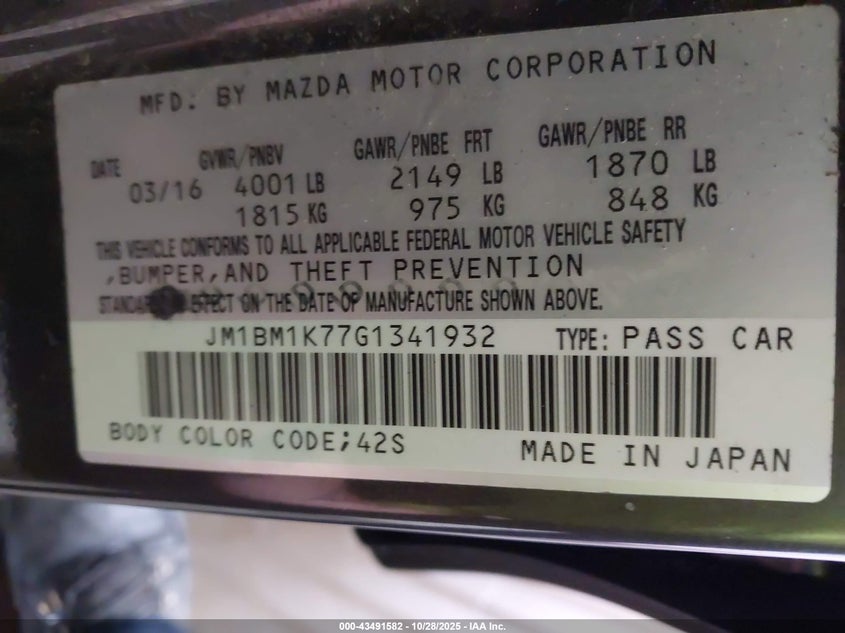 MFD. BY MAZDA MOTOR CORPORATION
DATE GVWR/PNBV GAWR/PNBE FRT GAWR/PNBE RR
03/16 4001 LB 2149 LB 1870 LB
1815 KG 975 KG 848 KG
THIS VEHICLE CONFORMS TO ALL APPLICABLE FEDERAL MOTOR VEHICLE SAFETY
,BUMPER,AND THEFT PREVENTION
IN EFFECT ON THE DATE OF MANUFACTURE SHOWN ABOVE.
JM1BM1K77G1341932 TYPE: PASS CAR
BODY COLOR CODE;42S MADE IN JAPAN
000-43491582 - 10/28/2025 - IAA Inc.